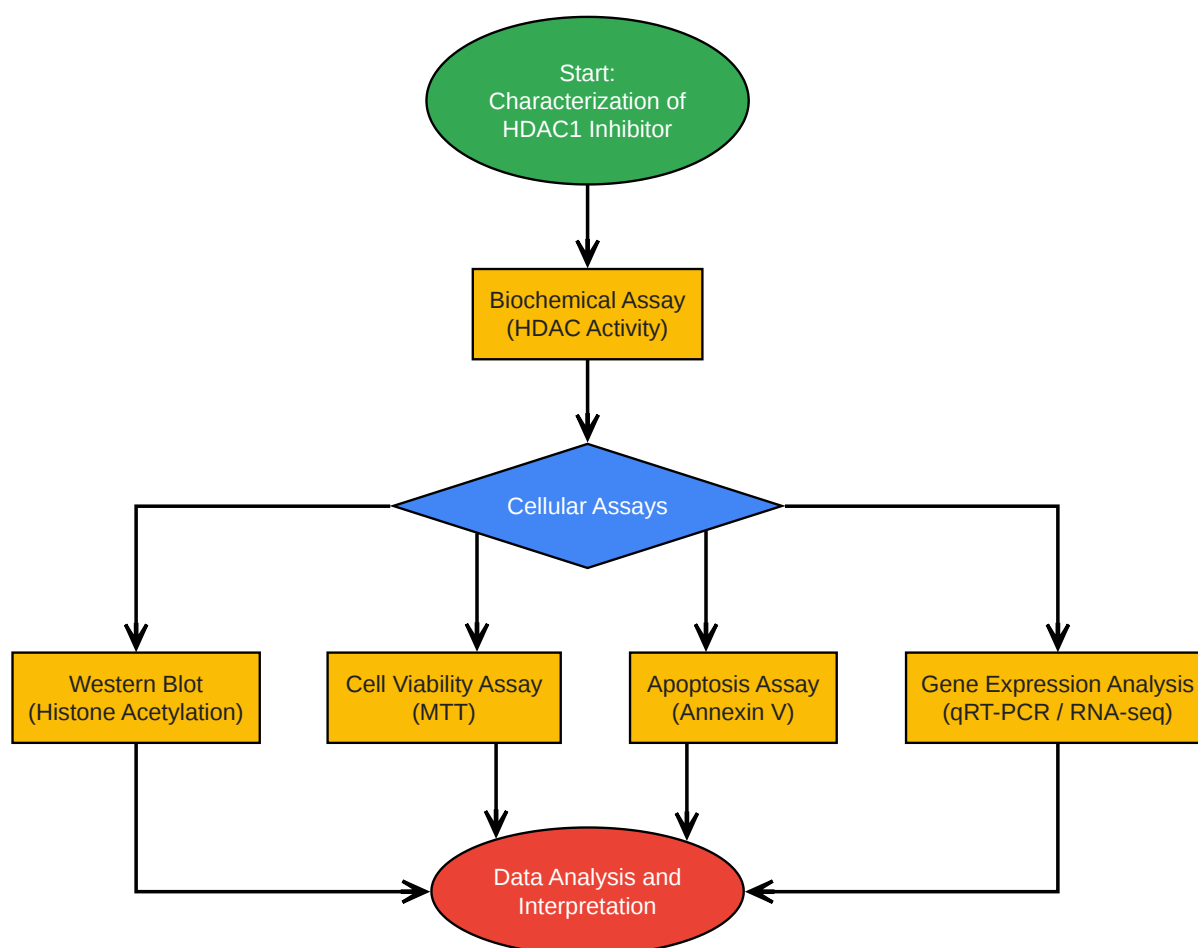 Start:
Characterization of
HDAC1 Inhibitor
Biochemical Assay
(HDAC Activity)
Cellular Assays
Western Blot
(Histone Acetylation)
Cell Viability Assay
(MTT)
Apoptosis Assay
(Annexin V)
Gene Expression Analysis
(qRT-PCR / RNA-seq)
Data Analysis and
Interpretation